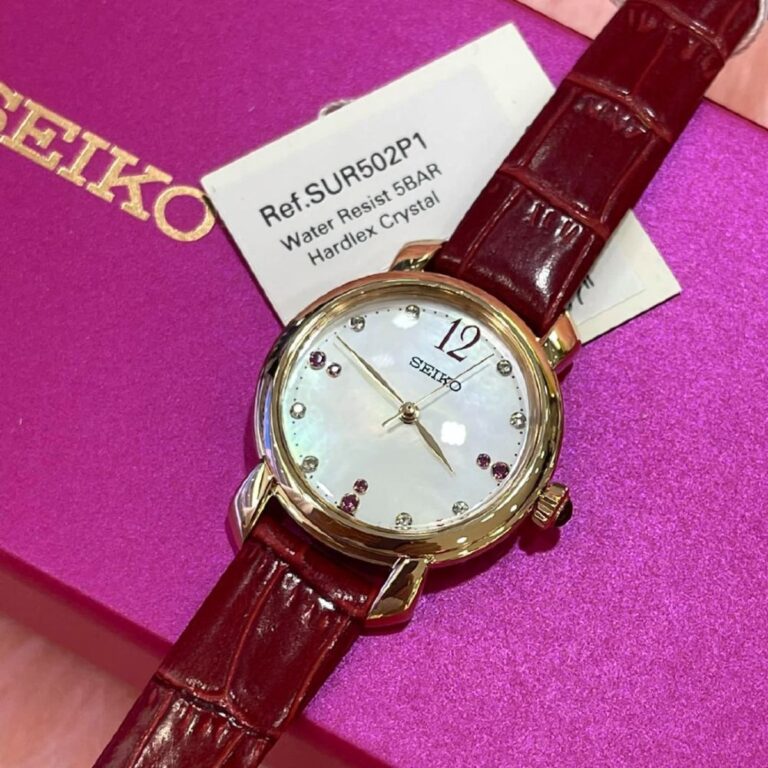 SEIKO
Ref.SUR502P1
Water Resist 5BAR
Hardlex Crystal
12
SEIKO